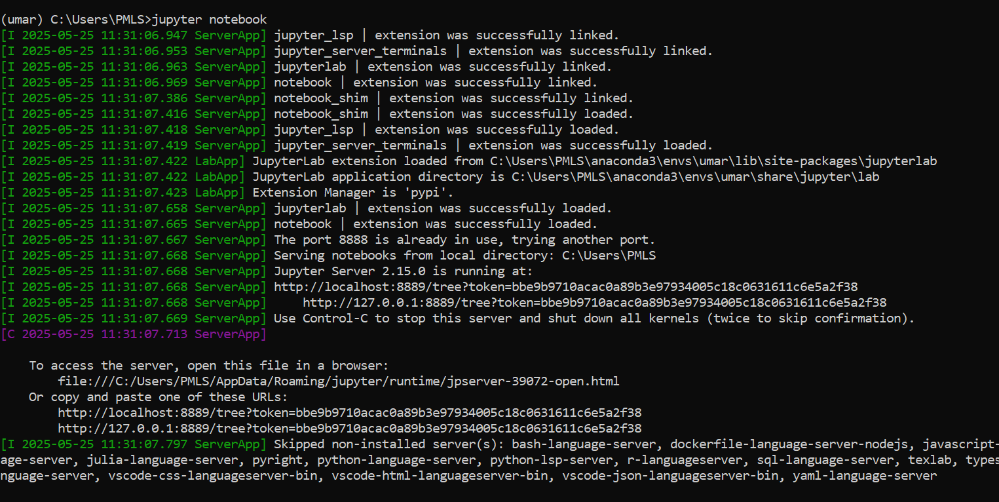 (umar) C:\Users\PMLS>jupyter notebook
[I 2025-05-25 11:31:06.947 ServerApp] jupyter_lsp | extension was successfully linked.
[I 2025-05-25 11:31:06.953 ServerApp] jupyter_server_terminals | extension was successfully linked.
[I 2025-05-25 11:31:06.963 ServerApp] jupyterlab | extension was successfully linked.
[I 2025-05-25 11:31:06.969 ServerApp] notebook | extension was successfully linked.
[I 2025-05-25 11:31:07.386 ServerApp] notebook_shim | extension was successfully linked.
[I 2025-05-25 11:31:07.416 ServerApp] notebook_shim | extension was successfully loaded.
[I 2025-05-25 11:31:07.418 ServerApp] jupyter_lsp | extension was successfully loaded.
[I 2025-05-25 11:31:07.419 ServerApp] jupyter_server_terminals | extension was successfully loaded.
[I 2025-05-25 11:31:07.422 LabApp] JupyterLab extension loaded from C:\Users\PMLS\anaconda3\envs\umar\lib\site-packages\jupyterlab
[I 2025-05-25 11:31:07.422 LabApp] JupyterLab application directory is C:\Users\PMLS\anaconda3\envs\umar\share\jupyter\lab
[I 2025-05-25 11:31:07.423 LabApp] Extension Manager is 'pypi'.
[I 2025-05-25 11:31:07.658 ServerApp] jupyterlab | extension was successfully loaded.
[I 2025-05-25 11:31:07.665 ServerApp] notebook | extension was successfully loaded.
[I 2025-05-25 11:31:07.667 ServerApp] The port 8888 is already in use, trying another port.
[I 2025-05-25 11:31:07.668 ServerApp] Serving notebooks from local directory: C:\Users\PMLS
[I 2025-05-25 11:31:07.668 ServerApp] Jupyter Server 2.15.0 is running at:
[I 2025-05-25 11:31:07.668 ServerApp] http://localhost:8889/tree?token=bbe9b9710acac0a89b3e97934005c18c0631611c6e5a2f38
[I 2025-05-25 11:31:07.668 ServerApp]     http://127.0.0.1:8889/tree?token=bbe9b9710acac0a89b3e97934005c18c0631611c6e5a2f38
[I 2025-05-25 11:31:07.669 ServerApp] Use Control-C to stop this server and shut down all kernels (twice to skip confirmation).
[C 2025-05-25 11:31:07.713 ServerApp]
To access the server, open this file in a browser:
file:///C:/Users/PMLS/AppData/Roaming/jupyter/runtime/jpserver-39072-open.html
Or copy and paste one of these URLs:
http://localhost:8889/tree?token=bbe9b9710acac0a89b3e97934005c18c0631611c6e5a2f38
http://127.0.0.1:8889/tree?token=bbe9b9710acac0a89b3e97934005c18c0631611c6e5a2f38
[I 2025-05-25 11:31:07.797 ServerApp] Skipped non-installed server(s): bash-language-server, dockerfile-language-server-nodejs, javascript-
age-server, julia-language-server, pyright, python-language-server, python-lsp-server, r-languageserver, sql-language-server, texlab, types
nguage-server, vscode-css-languageserver-bin, vscode-html-languageserver-bin, vscode-json-languageserver-bin, yaml-language-server